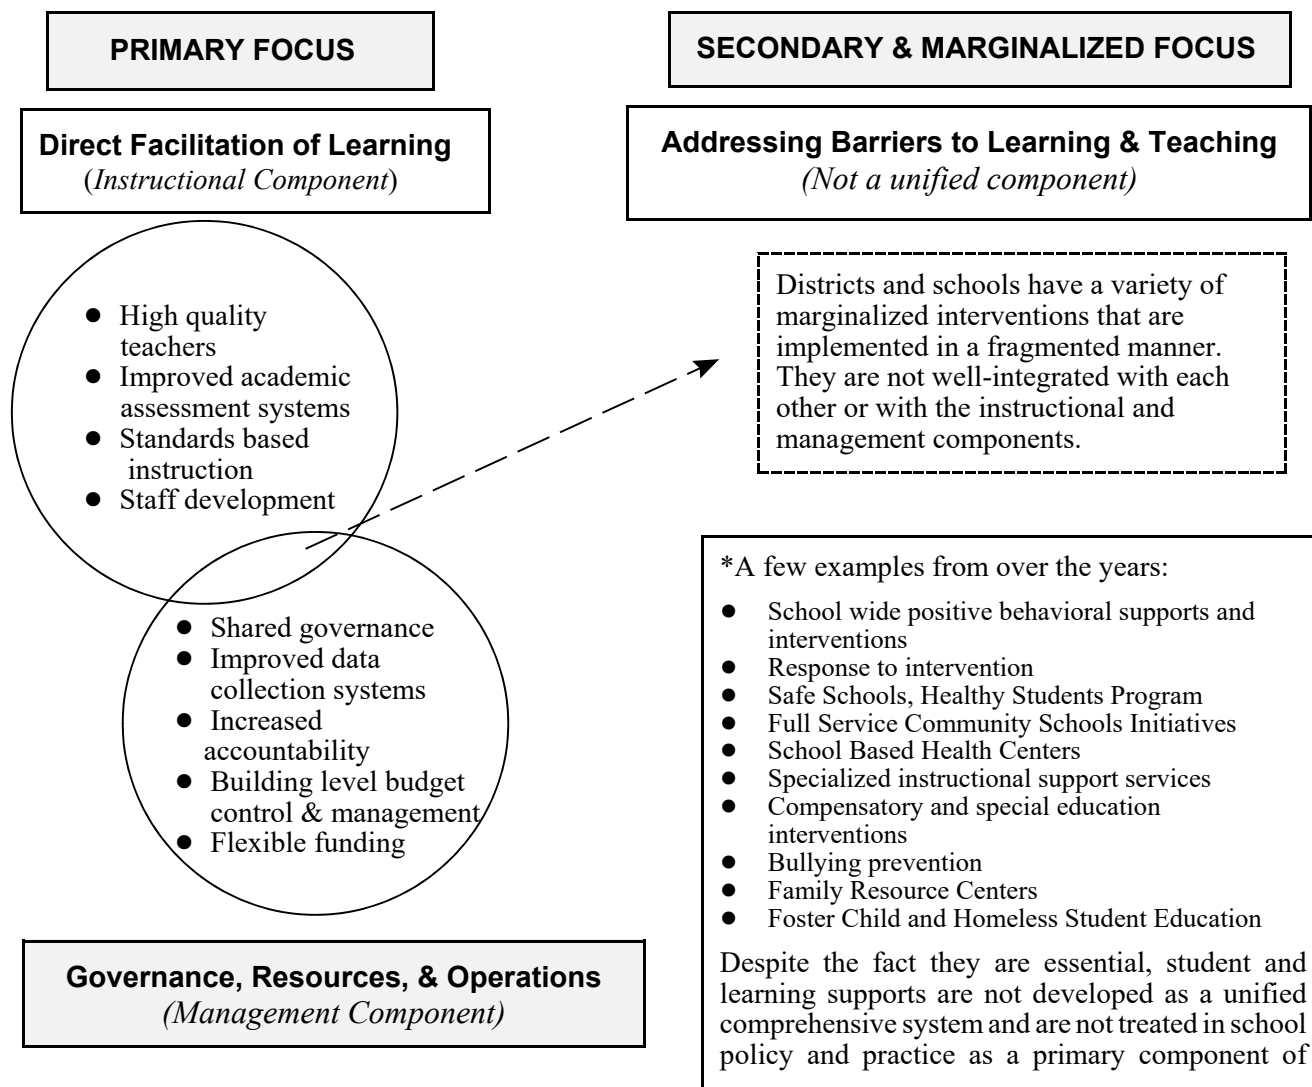 PRIMARY FOCUS
SECONDARY & MARGINALIZED FOCUS
Direct Facilitation of Learning
(Instructional Component)
Addressing Barriers to Learning & Teaching
(Not a unified component)
● High quality
teachers
● Improved academic
assessment systems
● Standards based
instruction
● Staff development
Districts and schools have a variety of
marginalized interventions that are
implemented in a fragmented manner.
They are not well-integrated with each
other or with the instructional and
management components.
● Shared governance
● Improved data
collection systems
● Increased
accountability
● Building level budget
control & management
● Flexible funding
Governance, Resources, & Operations
(Management Component)
*A few examples from over the years:
● School wide positive behavioral supports and
interventions
● Response to intervention
● Safe Schools, Healthy Students Program
● Full Service Community Schools Initiatives
● School Based Health Centers
● Specialized instructional support services
● Compensatory and special education
interventions
● Bullying prevention
● Family Resource Centers
● Foster Child and Homeless Student Education
Despite the fact they are essential, student and
learning supports are not developed as a unified
comprehensive system and are not treated in school
policy and practice as a primary component of